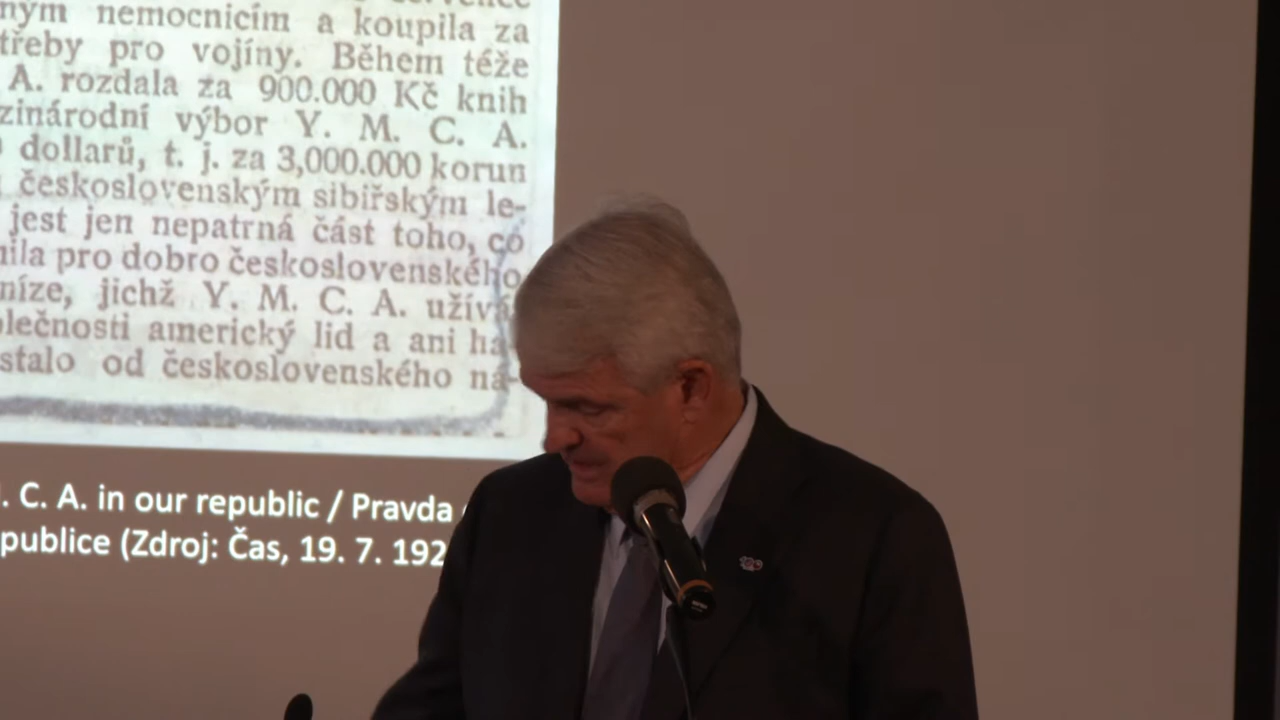 ným nemocnicím a koupila za
třeby pro vojíny. Během téže
A. rozdala za 900.000 Kč knih
zinárodní výbor Y. M. C. A.
dollarů, t. j. za 3,000.000 korun
československým sibiřským le-
jest jen nepatrná část toho, co
nila pro dobro československého
níze, jichž Y. M. C. A. užívá
olečnosti americký lid a ani ha-
stalo od československého ná-
. C. A. in our republic / Pravda
publice (Zdroj: Čas, 19. 7. 192